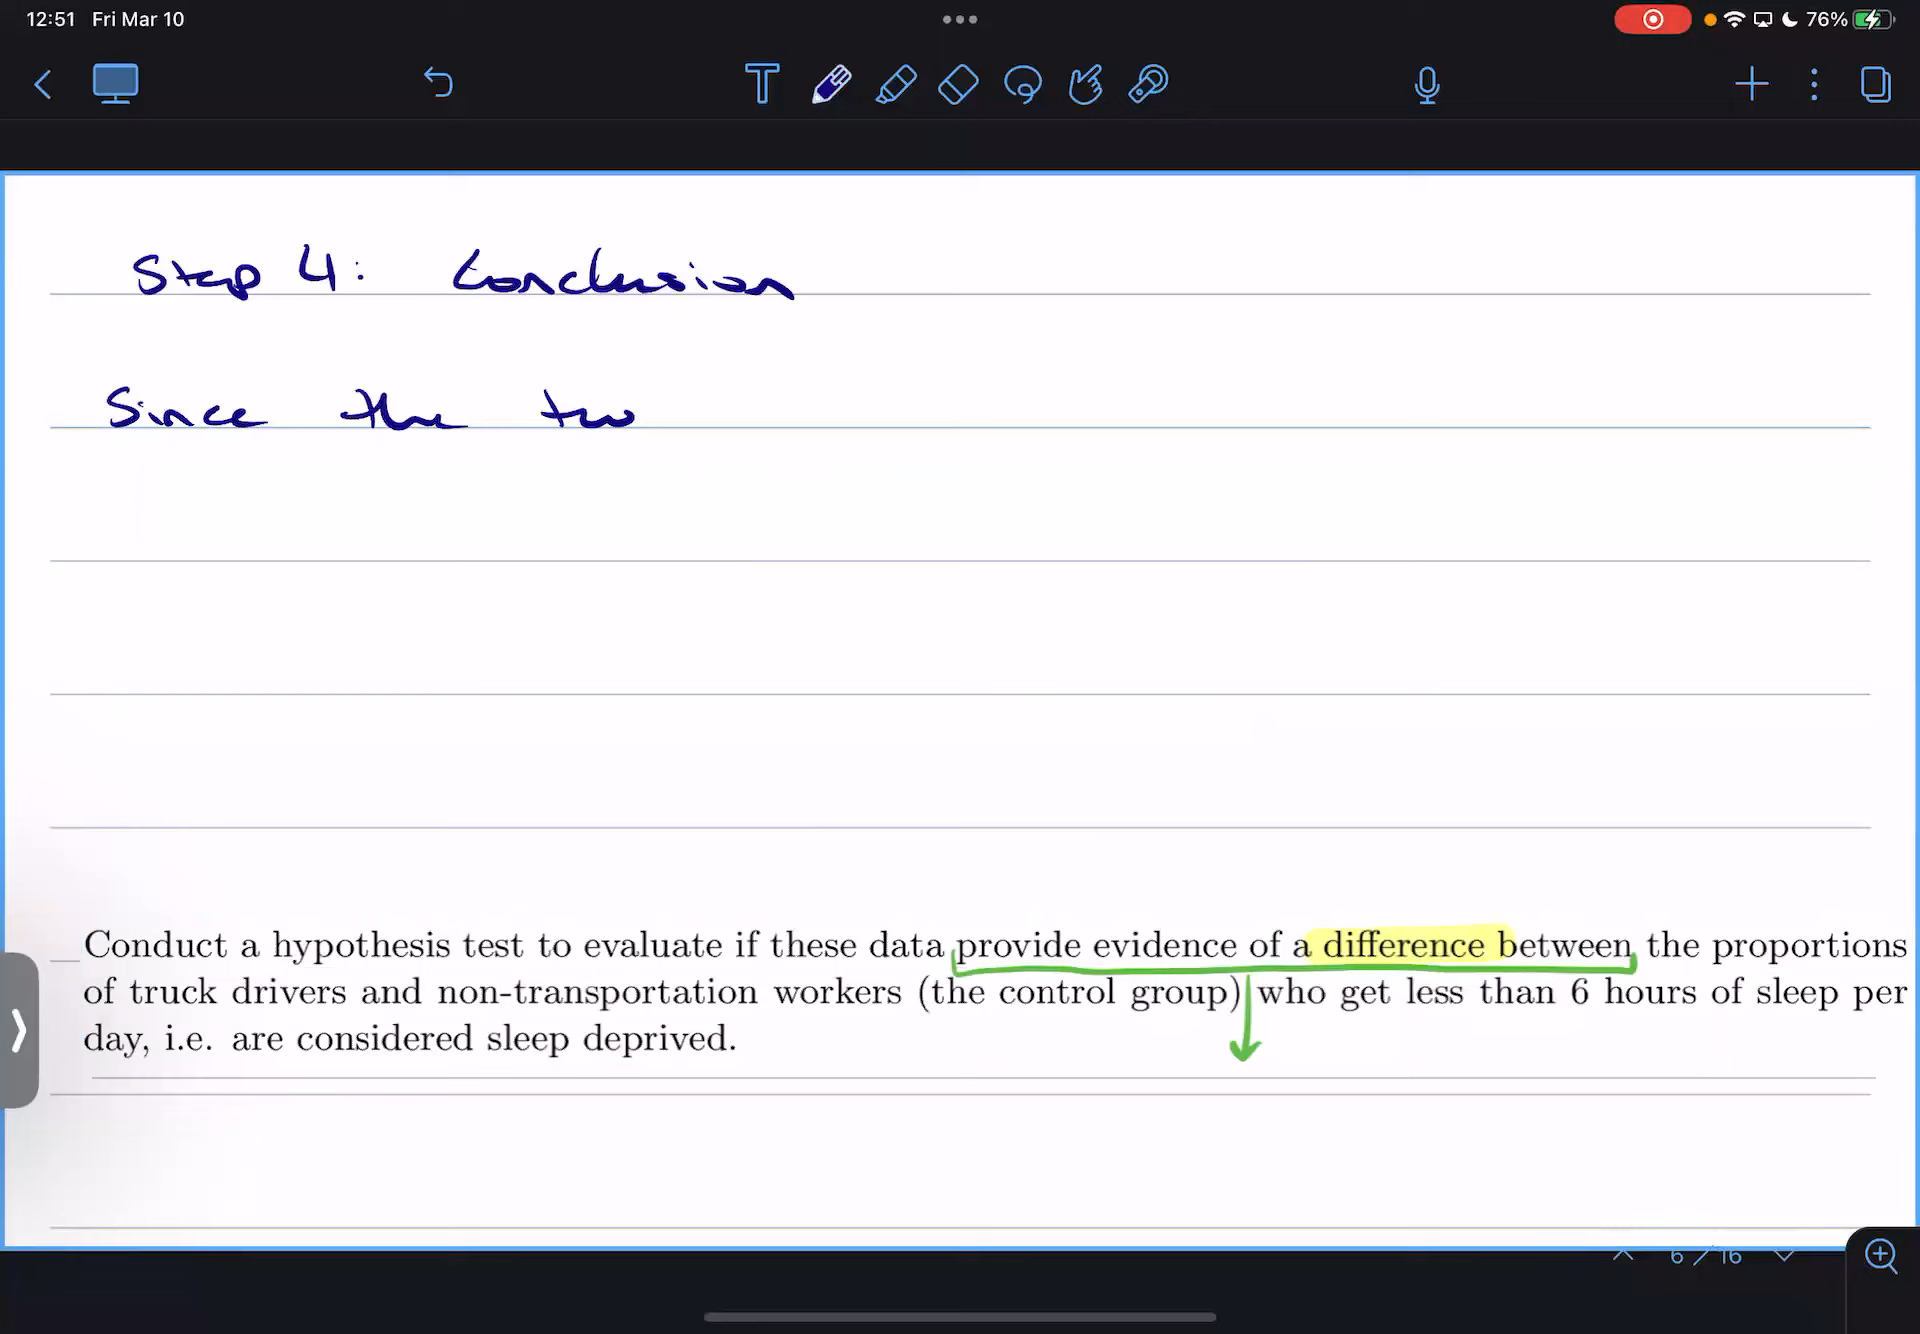 12:51 Fri Mar 10
76%
Step 4: Conclusion
Since the two
Conduct a hypothesis test to evaluate if these data provide evidence of a difference between the proportions
of truck drivers and non-transportation workers (the control group) who get less than 6 hours of sleep per
day, i.e. are considered sleep deprived.
6 / 16